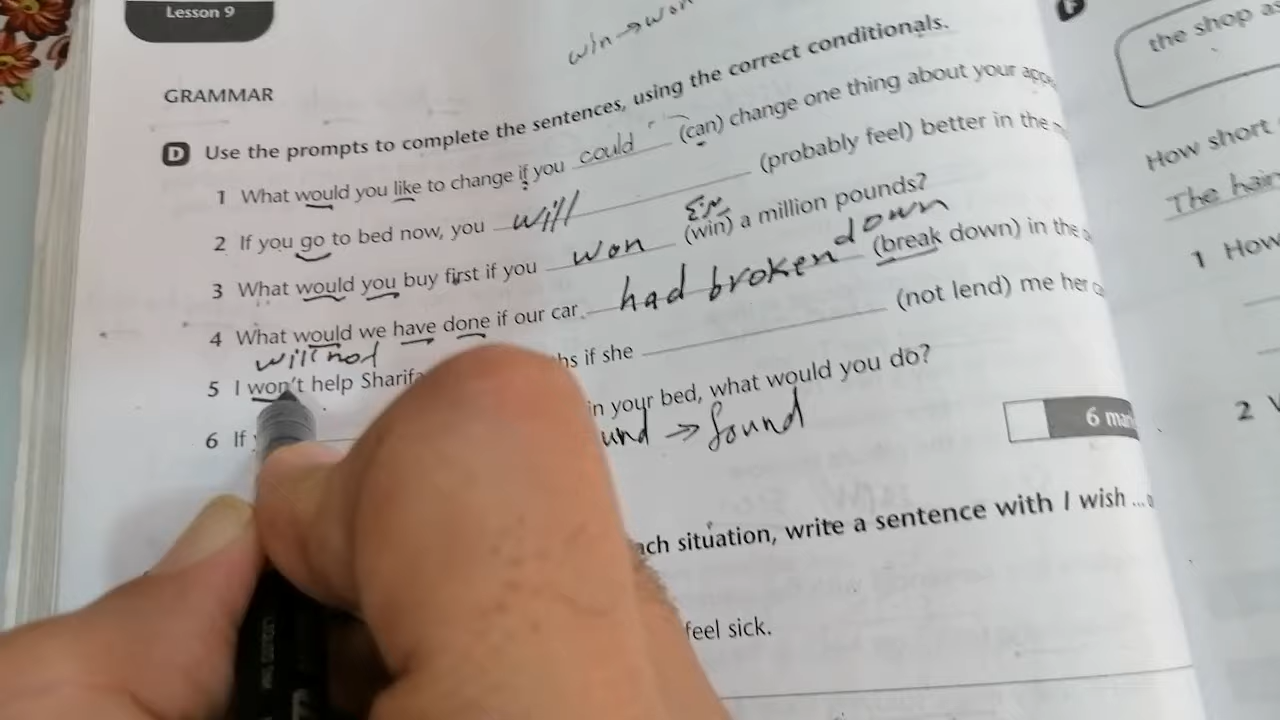 Lesson 9
win → won
GRAMMAR
D Use the prompts to complete the sentences, using the correct conditionals.
1 What would you like to change if you could (can) change one thing about your
2 If you go to bed now, you will (probably feel) better in the
3 What would you buy first if you won (win) a million pounds?
4 What would we have done if our car had broken down (break down) in the
will not
5 I won't help if she (not lend) me her
6 If in your bed, what would you do?
→ found
6
situation, write a sentence with I wish ...
feel sick.
the shop
How short
The hair
1 How
2